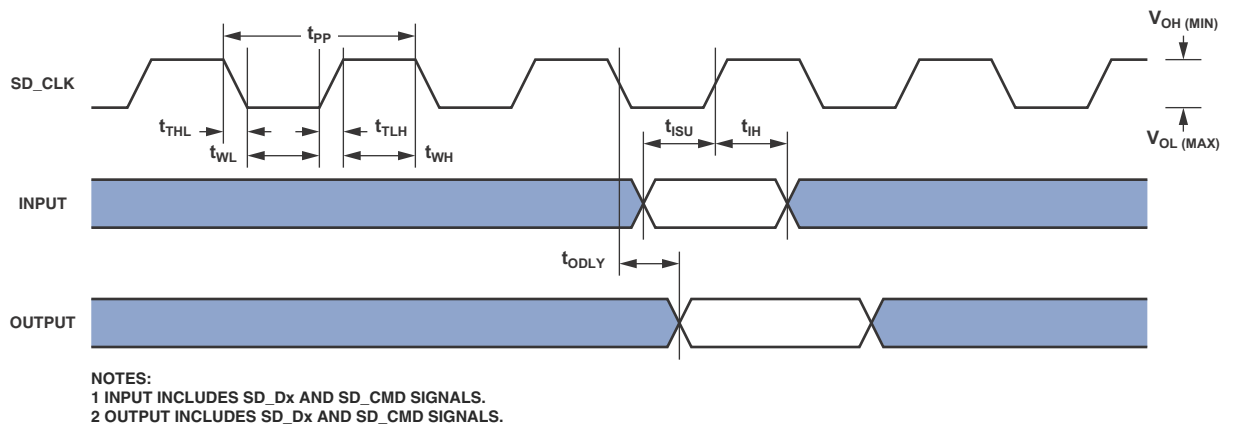 tPP
VOH (MIN)
SD_CLK
tTHL
tTLH
tISU
tIH
VOL (MAX)
tWL
tWH
INPUT
tODLY
OUTPUT
NOTES:
1 INPUT INCLUDES SD_Dx AND SD_CMD SIGNALS.
2 OUTPUT INCLUDES SD_Dx AND SD_CMD SIGNALS.